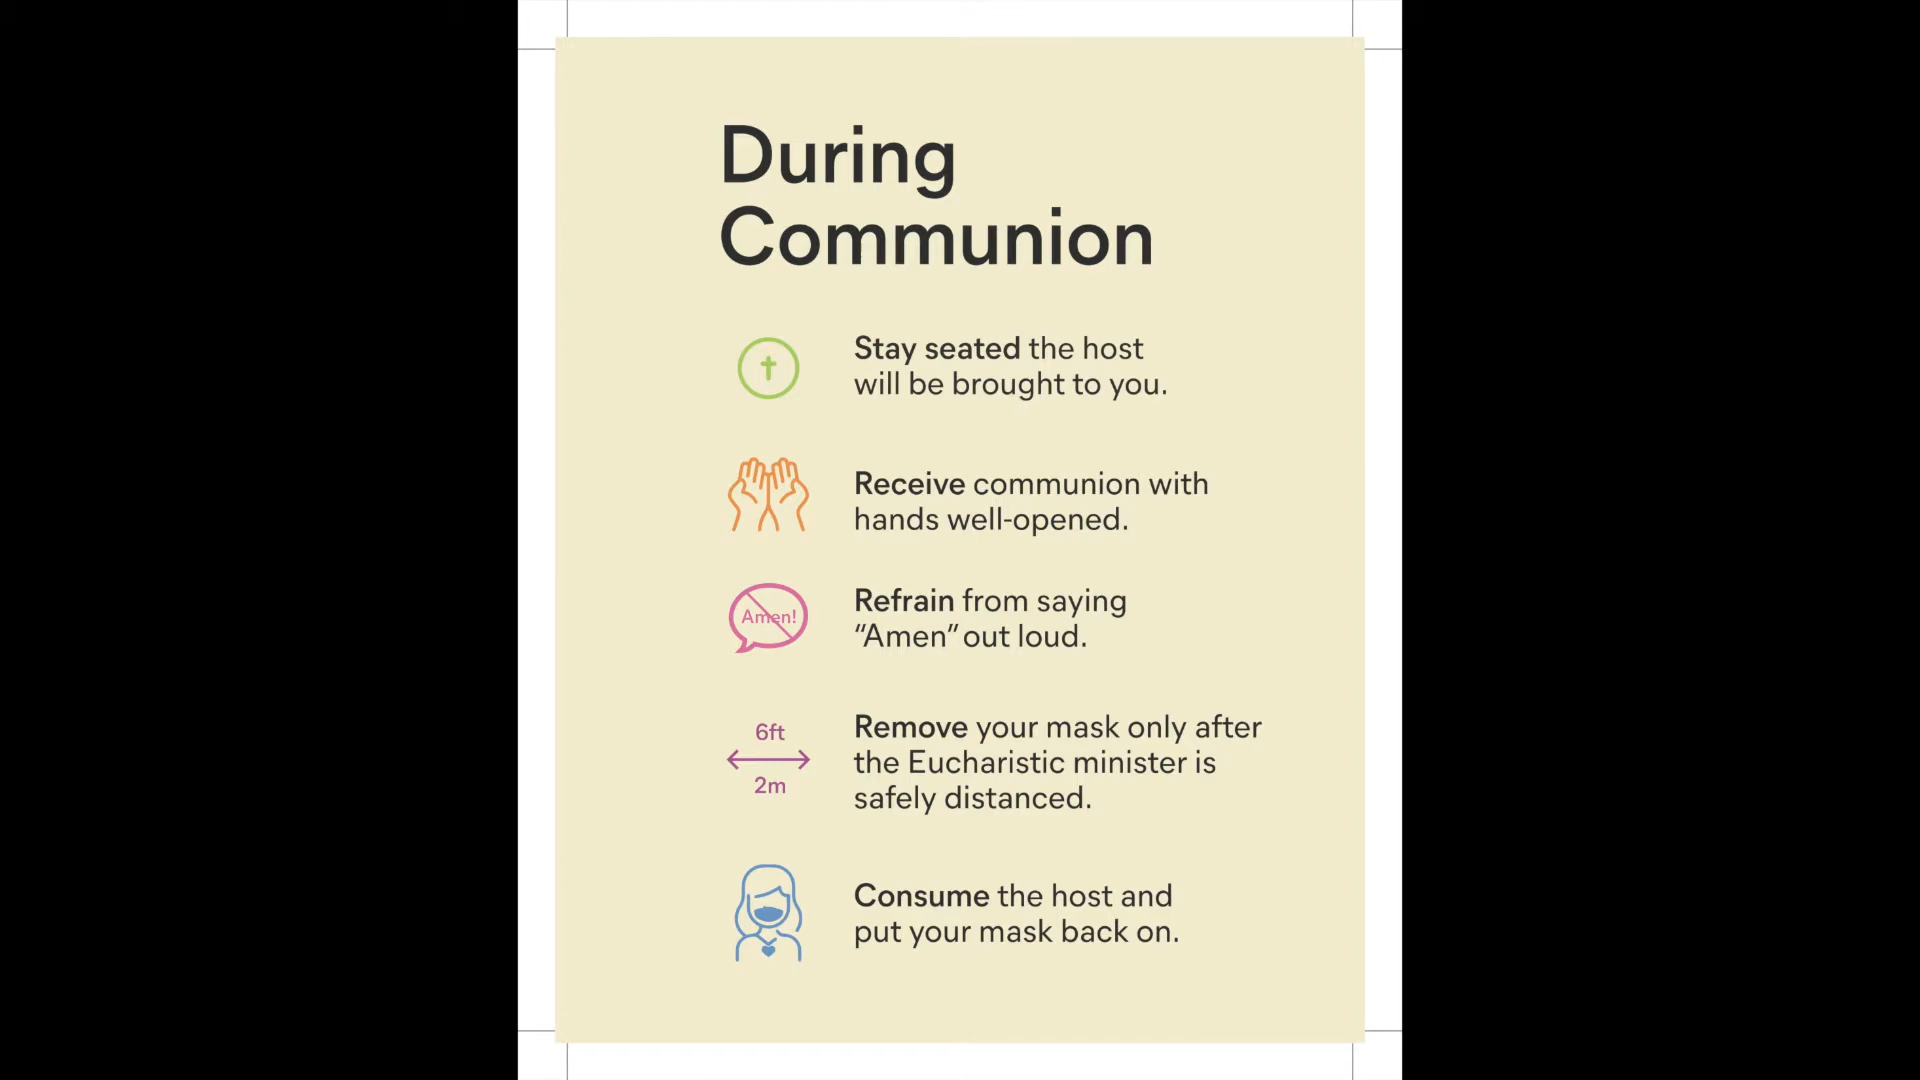 During
Communion
Stay seated the host
will be brought to you.
Receive communion with
hands well-opened.
Amen!
Refrain from saying
“Amen” out loud.
6ft
2m
Remove your mask only after
the Eucharistic minister is
safely distanced.
Consume the host and
put your mask back on.